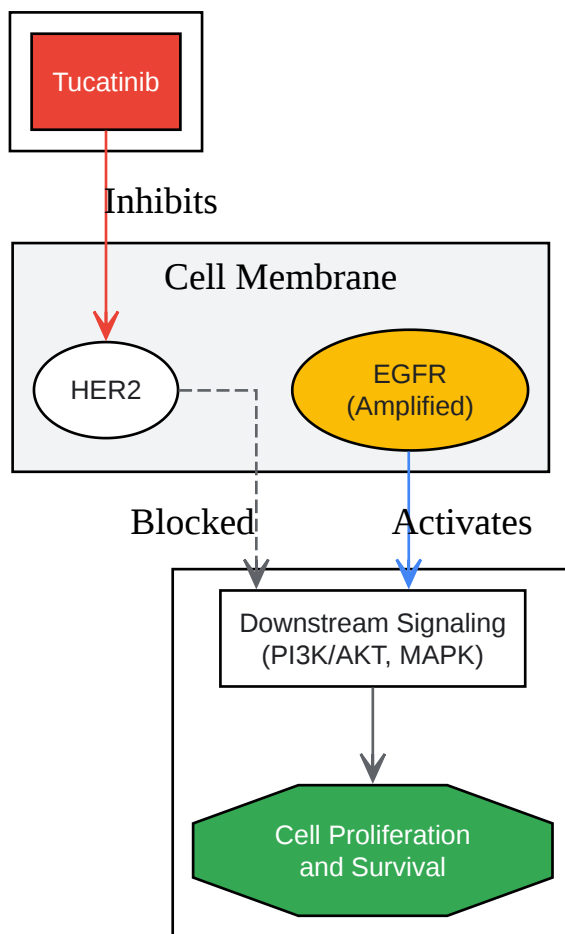 Tucatinib
Inhibits
Cell Membrane
HER2
EGFR
(Amplified)
Blocked
Activates
Downstream Signaling
(PI3K/AKT, MAPK)
Cell Proliferation
and Survival